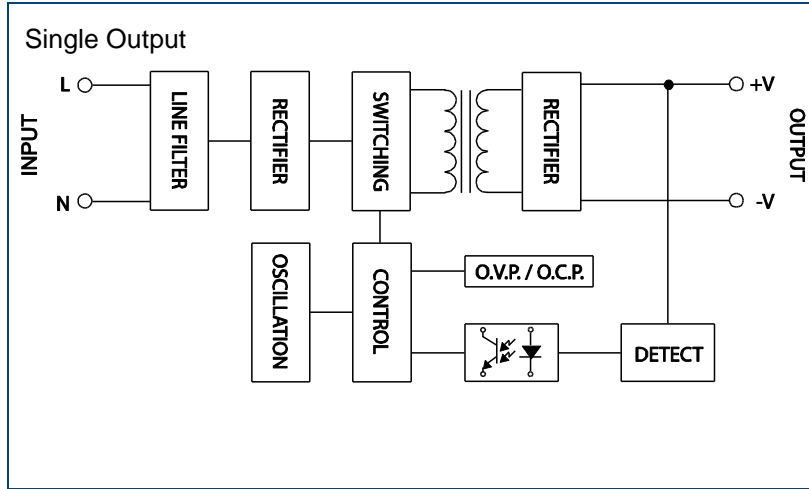 Single Output
L
N
INPUT
LINE FILTER
RECTIFIER
SWITCHING
RECTIFIER
+V
-V
OUTPUT
OSCILLATION
CONTROL
O.V.P. / O.C.P.
DETECT